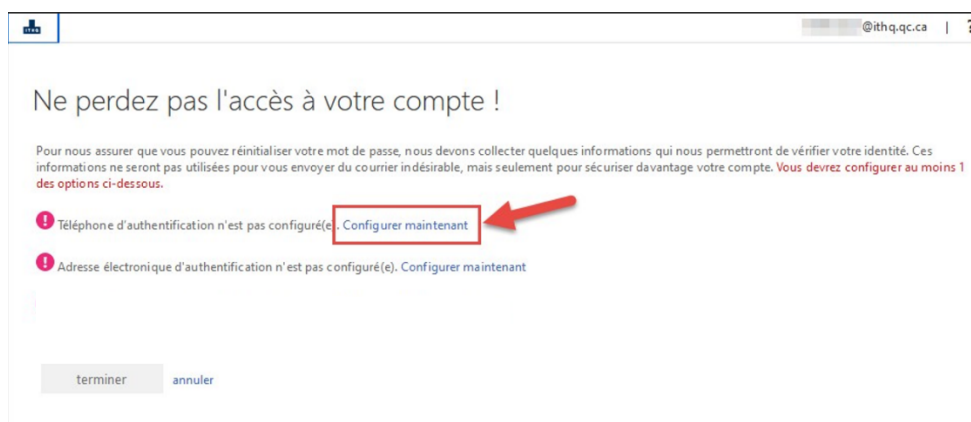 ITHQ
@ithq.qc.ca | ?
Ne perdez pas l'accès à votre compte !
Pour nous assurer que vous pouvez réinitialiser votre mot de passe, nous devons collecter quelques informations qui nous permettront de vérifier votre identité. Ces
informations ne seront pas utilisées pour vous envoyer du courrier indésirable, mais seulement pour sécuriser davantage votre compte. Vous devrez configurer au moins 1
des options ci-dessous.
! Téléphone d'authentification n'est pas configuré(e). Configurer maintenant
! Adresse électronique d'authentification n'est pas configuré(e). Configurer maintenant
terminer annuler